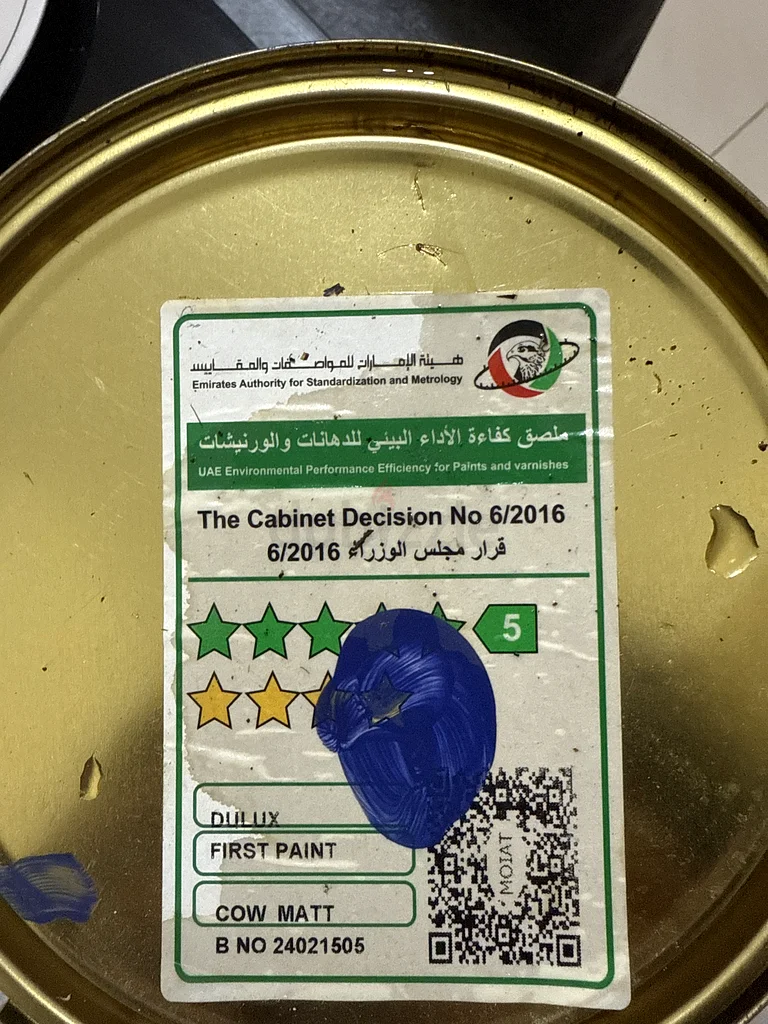 هيئة الإمارات للمواصفات والمقاييس
Emirates Authority for Standardization and Metrology
ملصق كفاءة الأداء البيئي للدهانات والورنيشات
UAE Environmental Performance Efficiency for Paints and varnishes
The Cabinet Decision No 6/2016
قرار مجلس الوزراء 6/2016
5
DULUX
FIRST PAINT
COW MATT
B NO 24021505
MOIAT